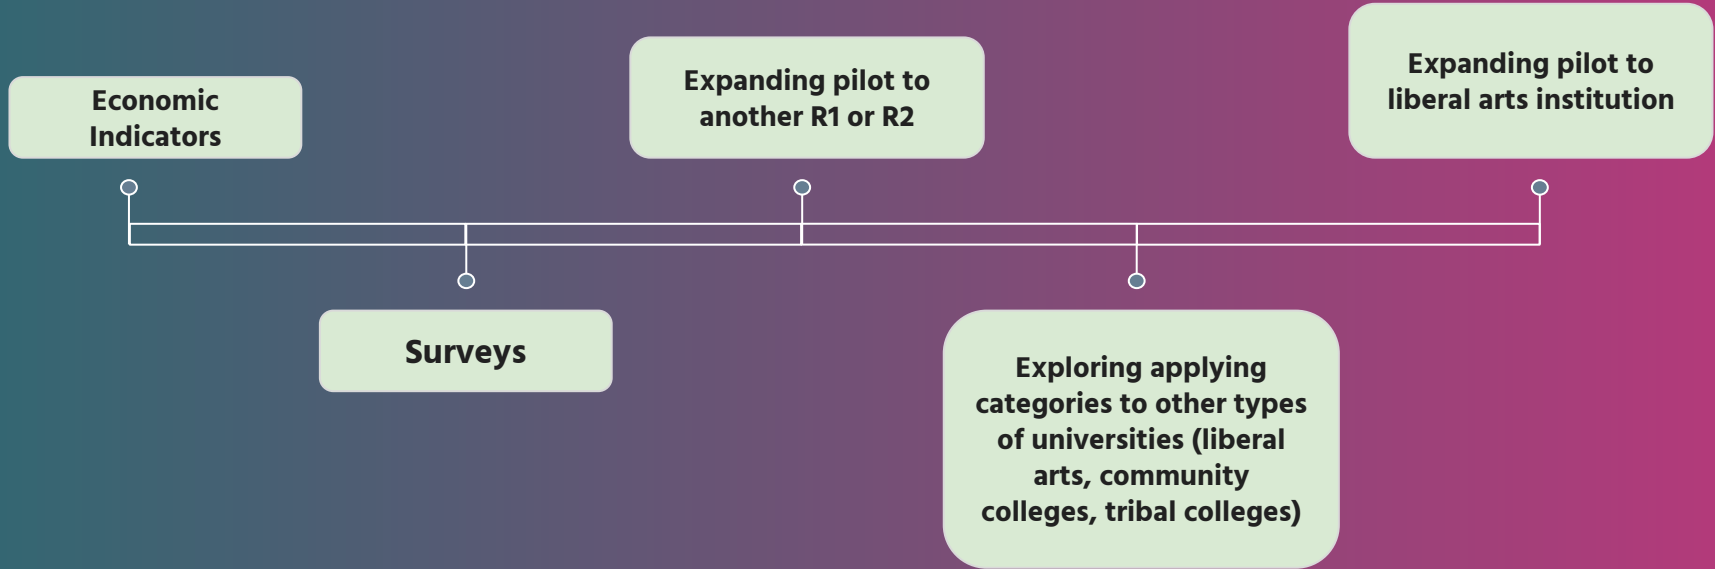 Economic
Indicators
Surveys
Expanding pilot to
another R1 or R2
Exploring applying
categories to other types
of universities (liberal
arts, community
colleges, tribal colleges)
Expanding pilot to
liberal arts institution